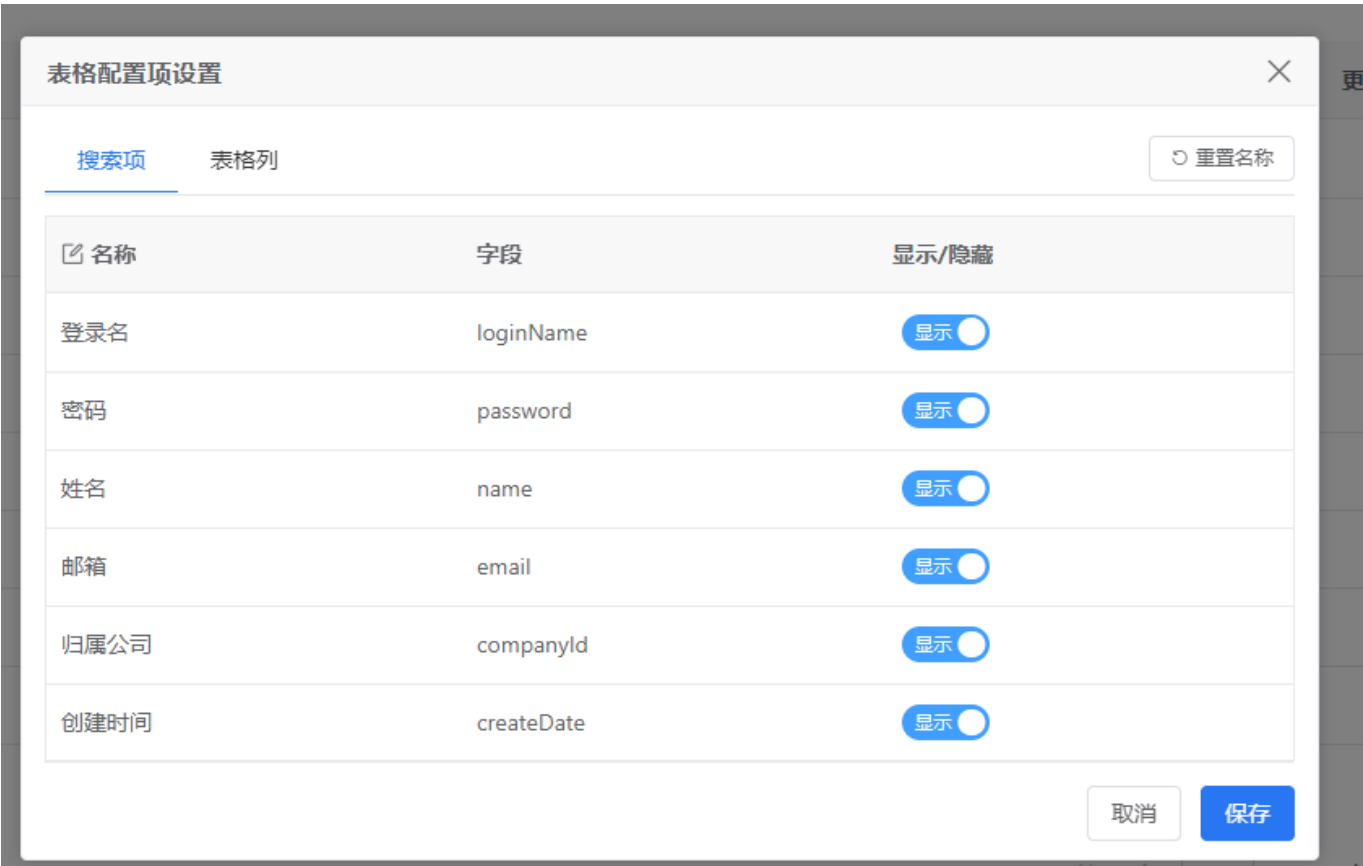 表格配置项设置
更
搜索项 表格列 重置名称
名称 字段 显示/隐藏
登录名 loginName 显示
密码 password 显示
姓名 name 显示
邮箱 email 显示
归属公司 companyId 显示
创建时间 createDate 显示
取消 保存